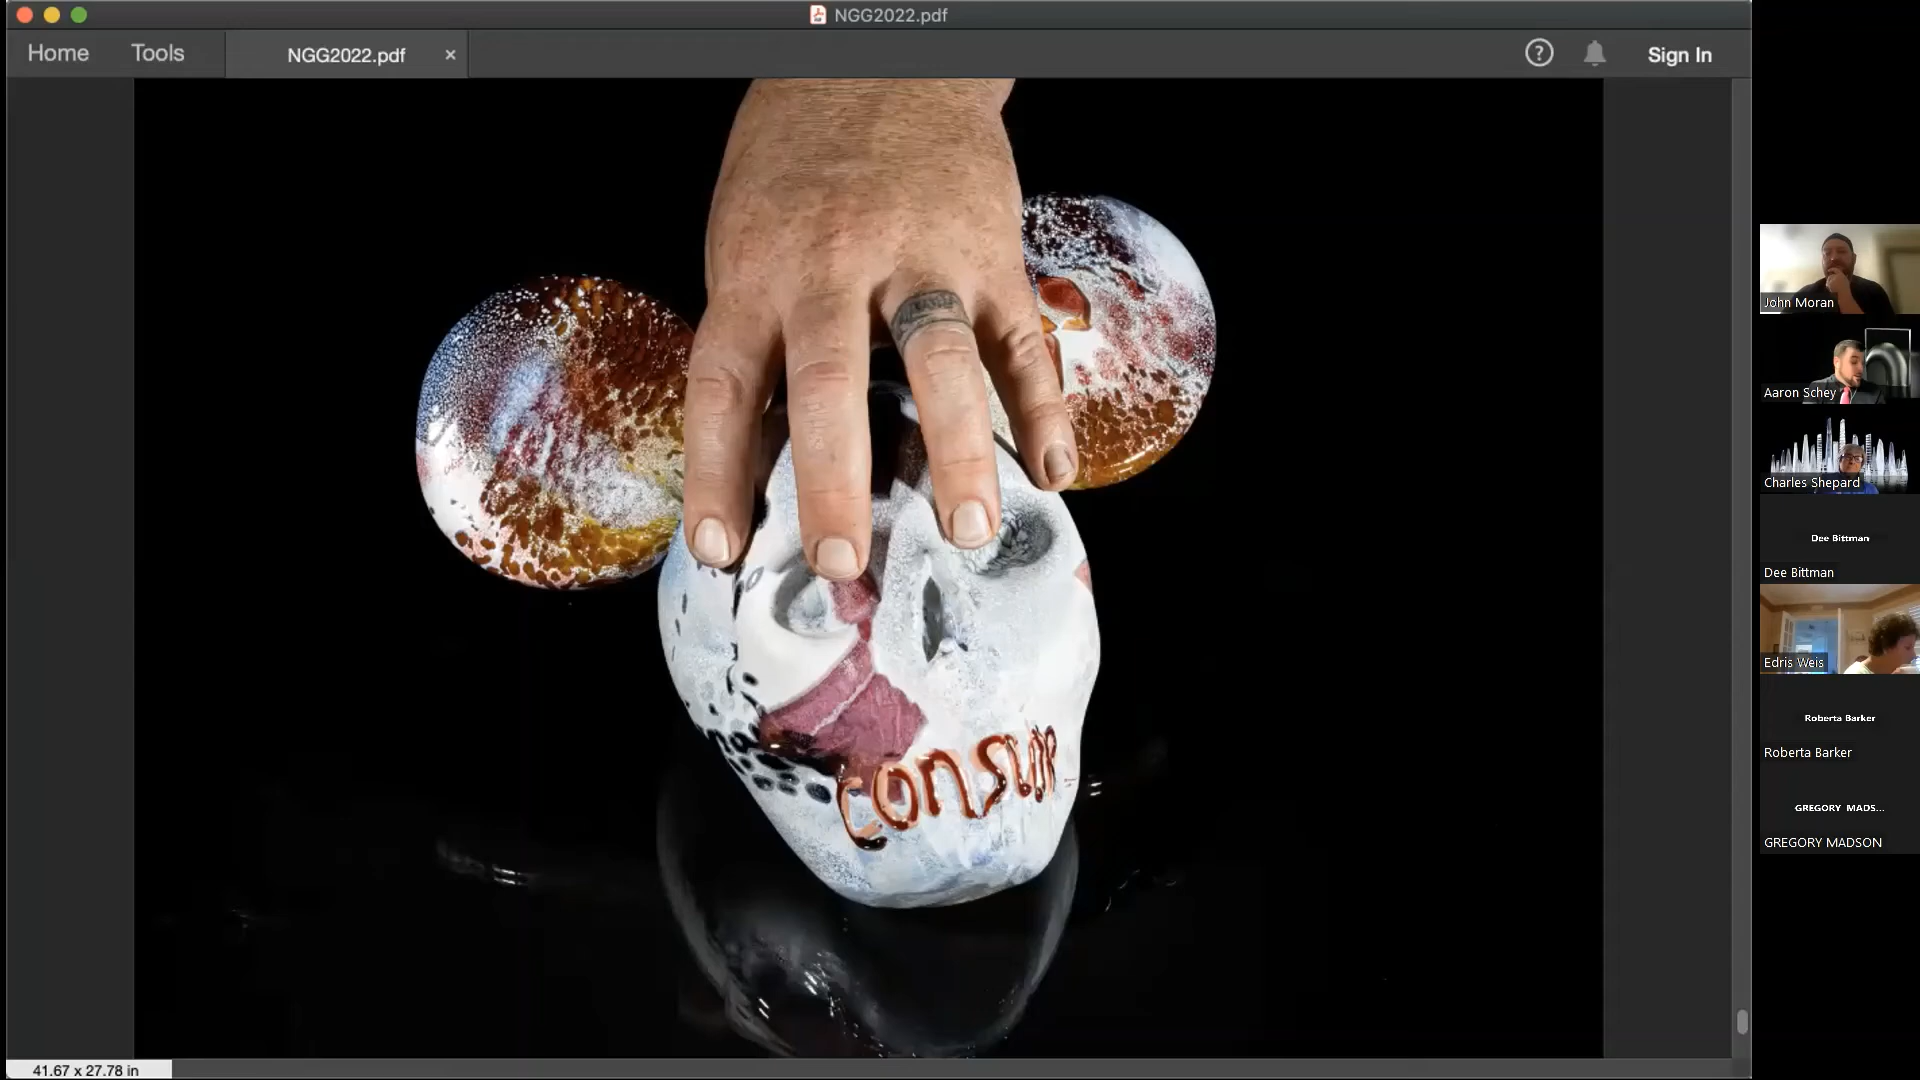 NGG2022.pdf
Home
Tools
NGG2022.pdf
×
?
Sign In
consum
John Moran
Aaron Schey
Charles Shepard
Dee Bittman
Dee Bittman
Edris Weis
Roberta Barker
Roberta Barker
GREGORY MADS...
GREGORY MADSON
41.67 x 27.78 in